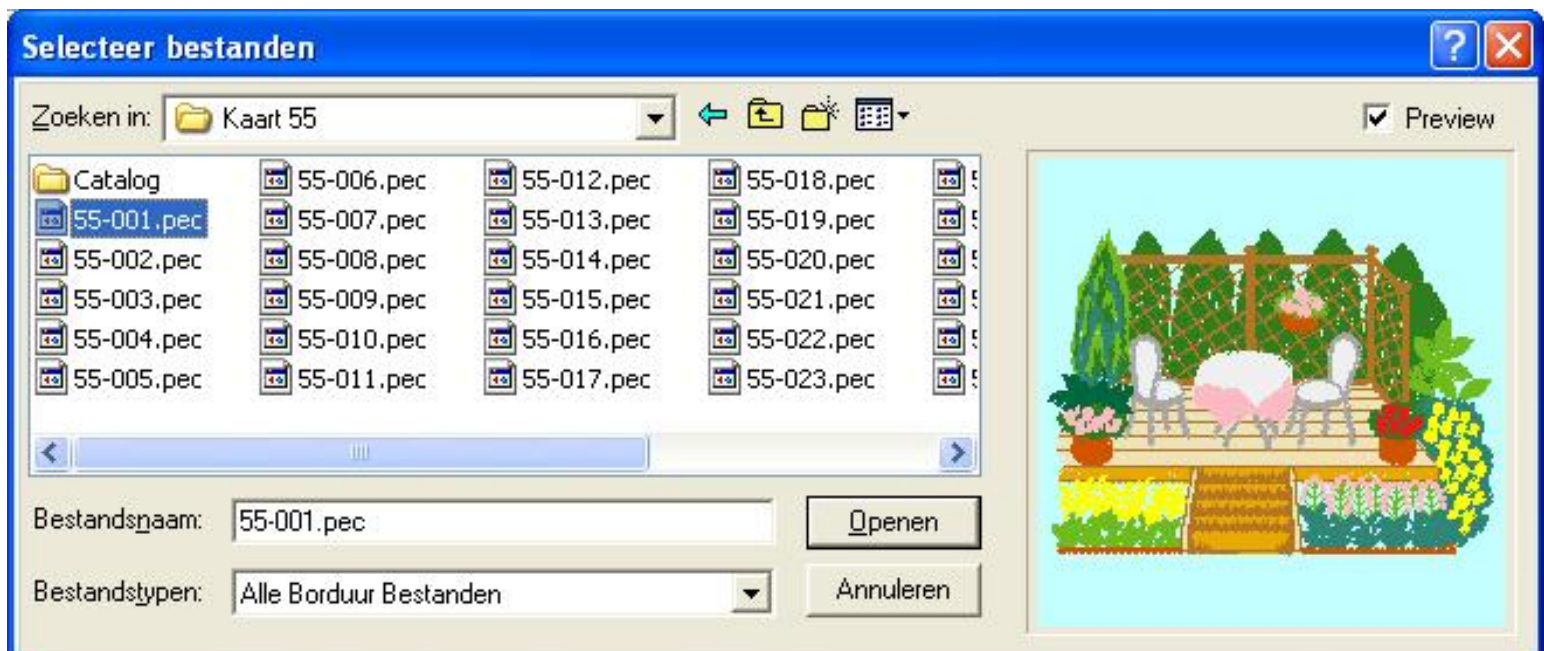 Selecteer bestanden
Zoeken in: Kaart 55 Preview
Catalog 55-006.pec 55-012.pec 55-018.pec
55-001.pec 55-007.pec 55-013.pec 55-019.pec
55-002.pec 55-008.pec 55-014.pec 55-020.pec
55-003.pec 55-009.pec 55-015.pec 55-021.pec
55-004.pec 55-010.pec 55-016.pec 55-022.pec
55-005.pec 55-011.pec 55-017.pec 55-023.pec
Bestandsnaam: 55-001.pec Openen
Bestandstypen: Alle Borduur Bestanden Annuleren